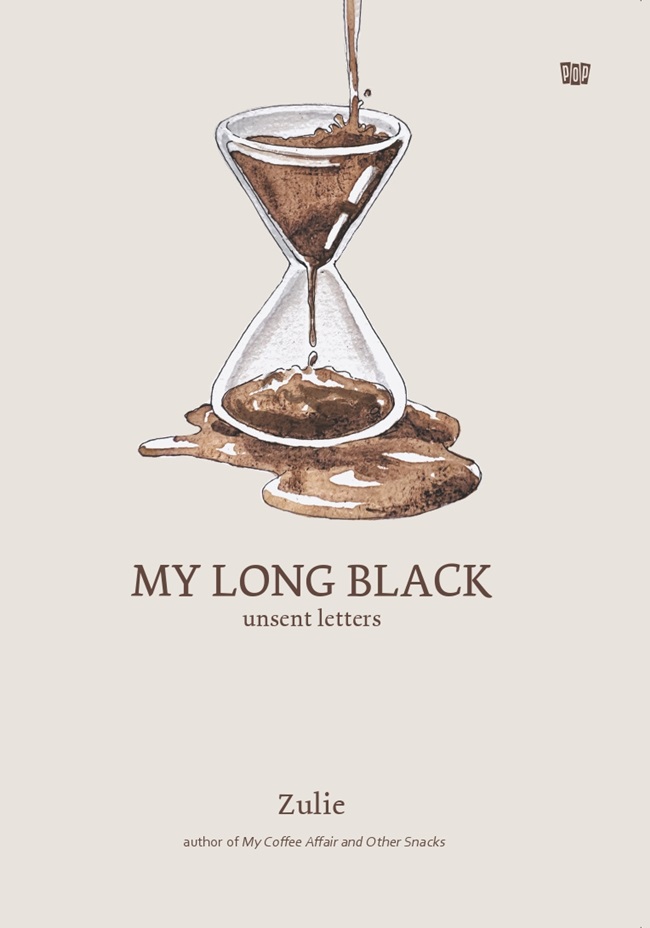 POP
MY LONG BLACK
unsent letters
Zulie
author of My Coffee Affair and Other Snacks